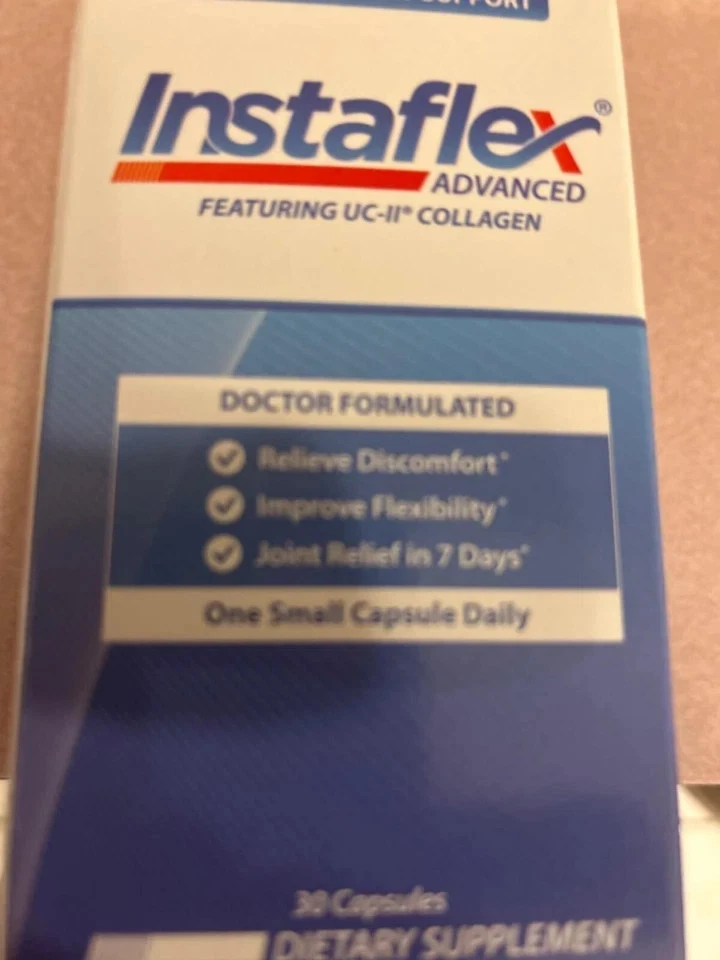 SUPPORT
Instaflex®
ADVANCED
FEATURING UC-II® COLLAGEN
DOCTOR FORMULATED
Relieve Discomfort*
Improve Flexibility*
Joint Relief in 7 Days*
One Small Capsule Daily
30 Capsules
DIETARY SUPPLEMENT